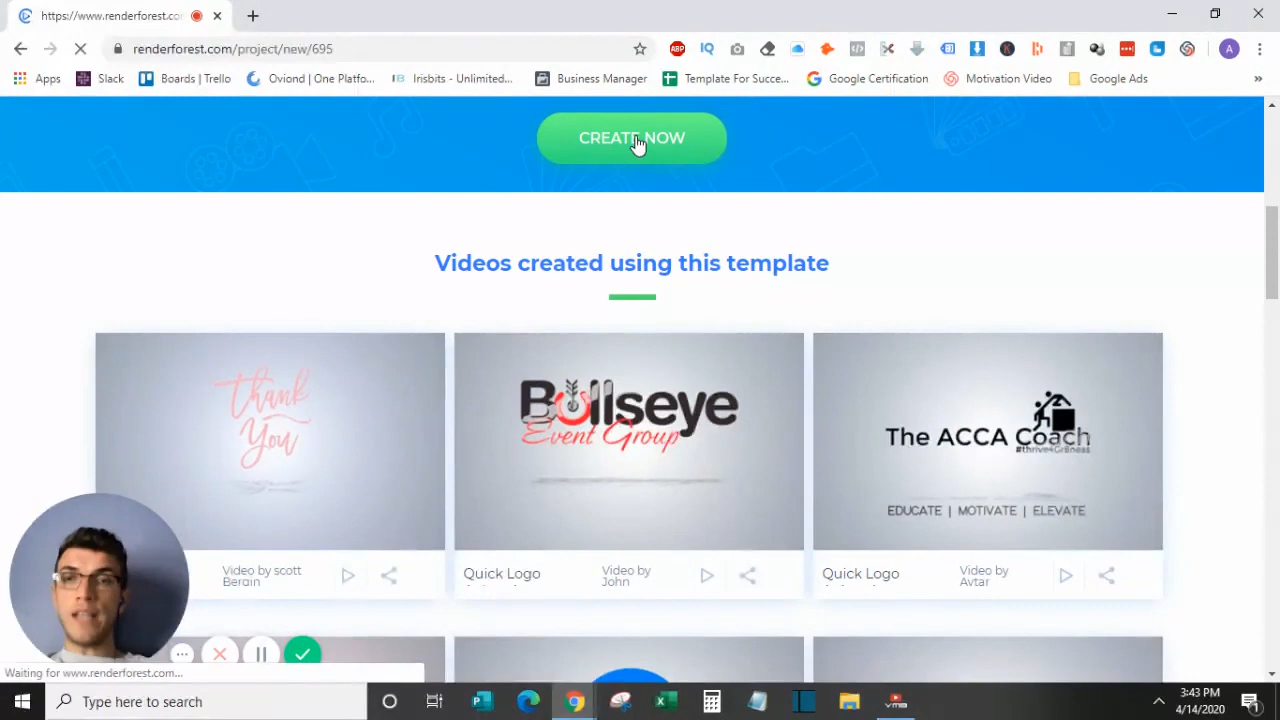 https://www.renderforest.co
renderforest.com/project/new/695
Apps
Slack
Boards | Trello
Oviond | One Platfo...
Irisbits - Unlimited...
Business Manager
Template For Succe...
Google Certification
Motivation Video
Google Ads
CREATE NOW
Videos created using this template
Thank
You
Bullseye
Event Group
The ACCA Coach
#thrive4Gr8ness
EDUCATE | MOTIVATE | ELEVATE
Video by scott
Berain
Quick Logo
Video by
John
Quick Logo
Video by
Avtar
Waiting for www.renderforest.com...
Type here to search
3:43 PM
4/14/2020